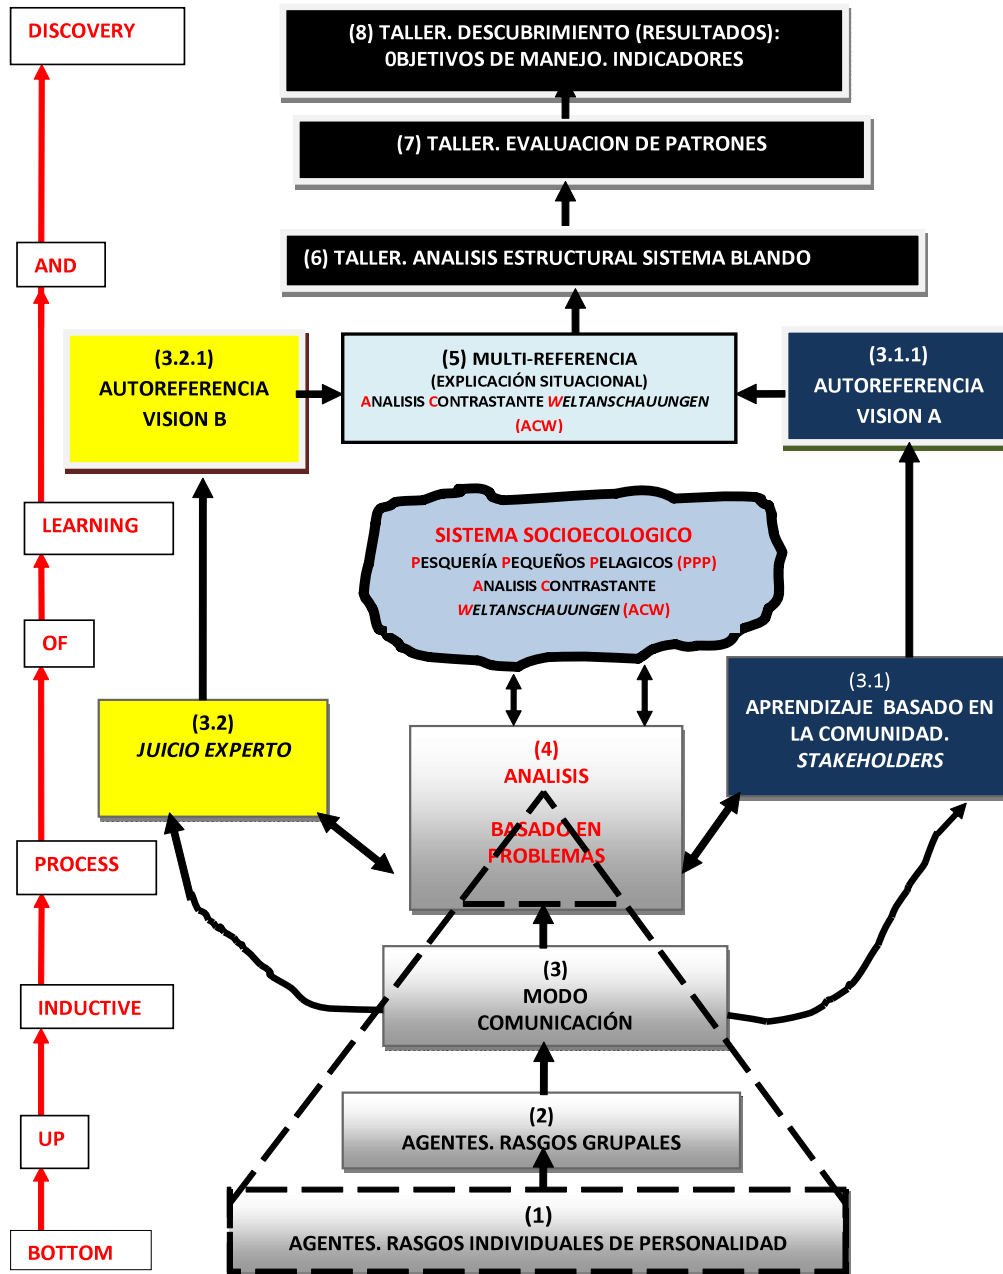 DISCOVERY
(8) TALLER. DESCUBRIMIENTO (RESULTADOS):
0BJETIVOS DE MANEJO. INDICADORES
(7) TALLER. EVALUACION DE PATRONES
AND
(6) TALLER. ANALISIS ESTRUCTURAL SISTEMA BLANDO
(3.2.1)
AUTOREFERENCIA
VISION B
(5) MULTI-REFERENCIA
(EXPLICACIÓN SITUACIONAL)
ANALISIS CONTRASTANTE WELTANSCHAUUNGEN
(ACW)
(3.1.1)
AUTOREFERENCIA
VISION A
LEARNING
SISTEMA SOCIOECOLOGICO
PESQUERÍA PEQUEÑOS PELAGICOS (PPP)
ANALISIS CONTRASTANTE
WELTANSCHAUUNGEN (ACW)
OF
(3.2)
JUICIO EXPERTO
(4)
ANALISIS
BASADO EN
PROBLEMAS
(3.1)
APRENDIZAJE BASADO EN
LA COMUNIDAD.
STAKEHOLDERS
PROCESS
(3)
MODO
COMUNICACIÓN
INDUCTIVE
(2)
AGENTES. RASGOS GRUPALES
UP
(1)
AGENTES. RASGOS INDIVIDUALES DE PERSONALIDAD
BOTTOM